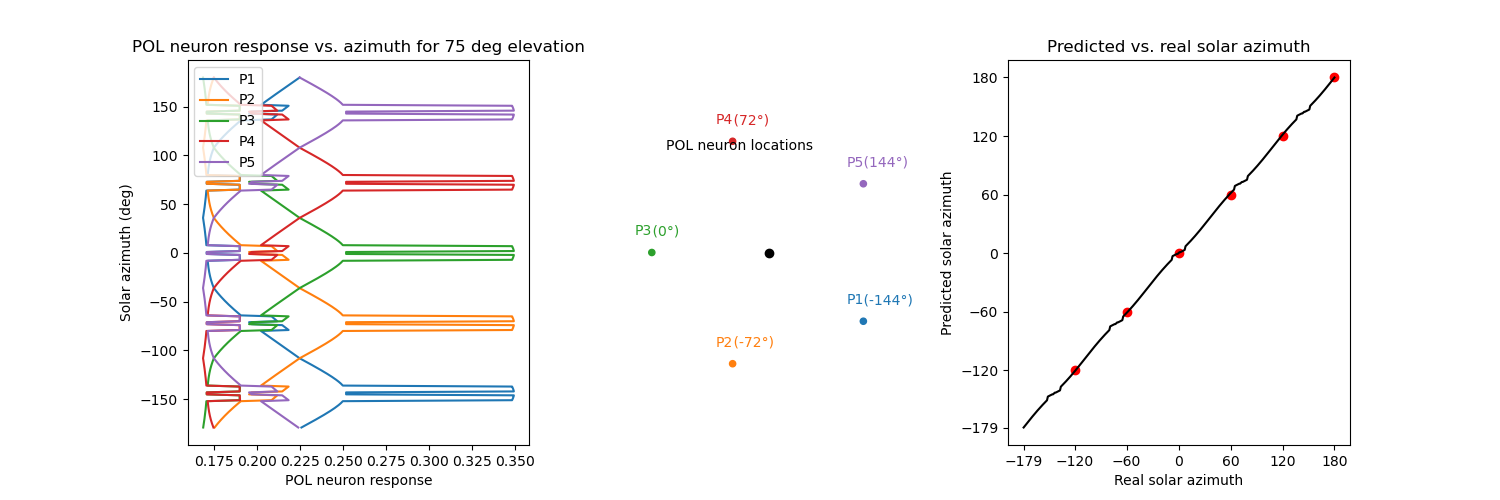 POL neuron response vs. azimuth for 75 deg elevation
P1
P2
P3
P4
P5
150
100
50
0
−50
−100
−150
Solar azimuth (deg)
0.175 0.200 0.225 0.250 0.275 0.300 0.325 0.350
POL neuron response
P4(72°)
POL neuron locations
P5(144°)
P3(0°)
P1(-144°)
P2(-72°)
Predicted vs. real solar azimuth
180
120
60
0
−60
−120
−179
Predicted solar azimuth
−179 −120 −60 0 60 120 180
Real solar azimuth